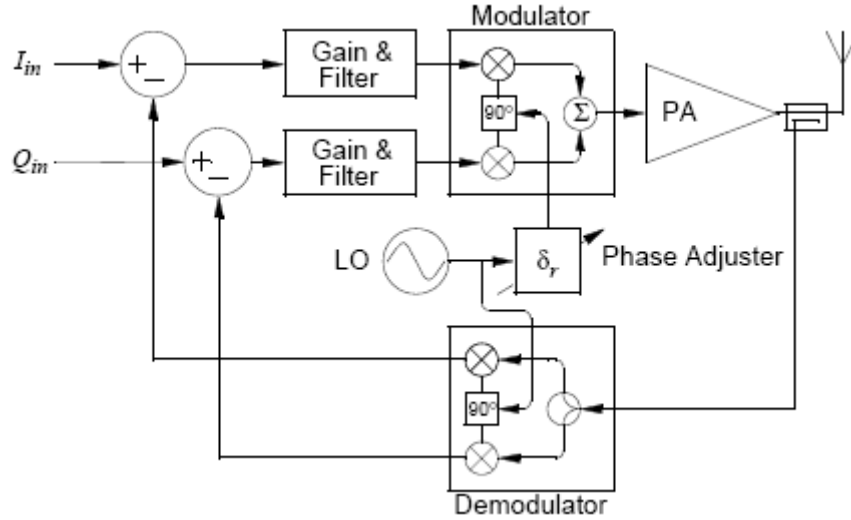 Modulator
I_in
+
−
Gain &
Filter
90°
Σ
PA
Q_in
+
−
Gain &
Filter
LO
δ_r
Phase Adjuster
90°
Demodulator